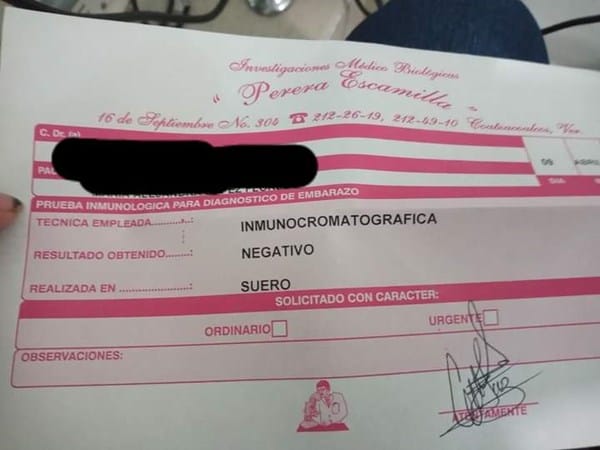 Investigaciones Médico Biológicas
" Perera Escamilla "
16 de Septiembre No. 304 ☎ 212-26-19, 212-49-10 Coatzacoalcos, Ver.
C. Dr. (a)
09 ABRI
PAC
DIA
PRUEBA INMUNOLOGICA PARA DIAGNOSTICO DE EMBARAZO
TECNICA EMPLEADA..........: INMUNOCROMATOGRAFICA
RESULTADO OBTENIDO.......: NEGATIVO
REALIZADA EN ..................: SUERO
SOLICITADO CON CARACTER:
ORDINARIO URGENTE
OBSERVACIONES:
ATENTAMENTE